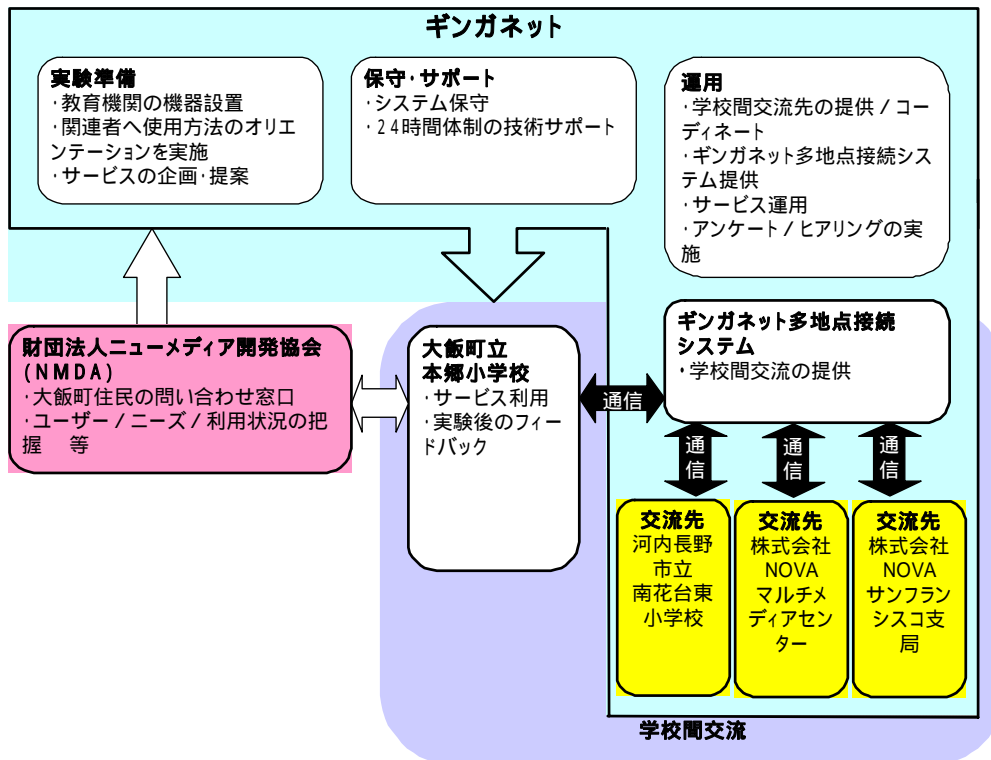 ギンガネット
実験準備
・教育機関の機器設置
・関連者へ使用方法のオリエ
ンテーションを実施
・サービスの企画・提案
保守・サポート
・システム保守
・24時間体制の技術サポート
運用
・学校間交流先の提供/コー
ディネート
・ギンガネット多地点接続シス
テム提供
・サービス運用
・アンケート/ヒアリングの実
施
財団法人ニューメディア開発協会
(NMDA)
・大飯町住民の問い合わせ窓口
・ユーザー/ニーズ/利用状況の把
握 等
大飯町立
本郷小学校
・サービス利用
・実験後のフィー
ドバック
通信
ギンガネット多地点接続
システム
・学校間交流の提供
通
信
通
信
通
信
交流先
河内長野
市立
南花台東
小学校
交流先
株式会社
NOVA
マルチメ
ディアセン
ター
交流先
株式会社
NOVA
サンフラン
シスコ支
局
学校間交流